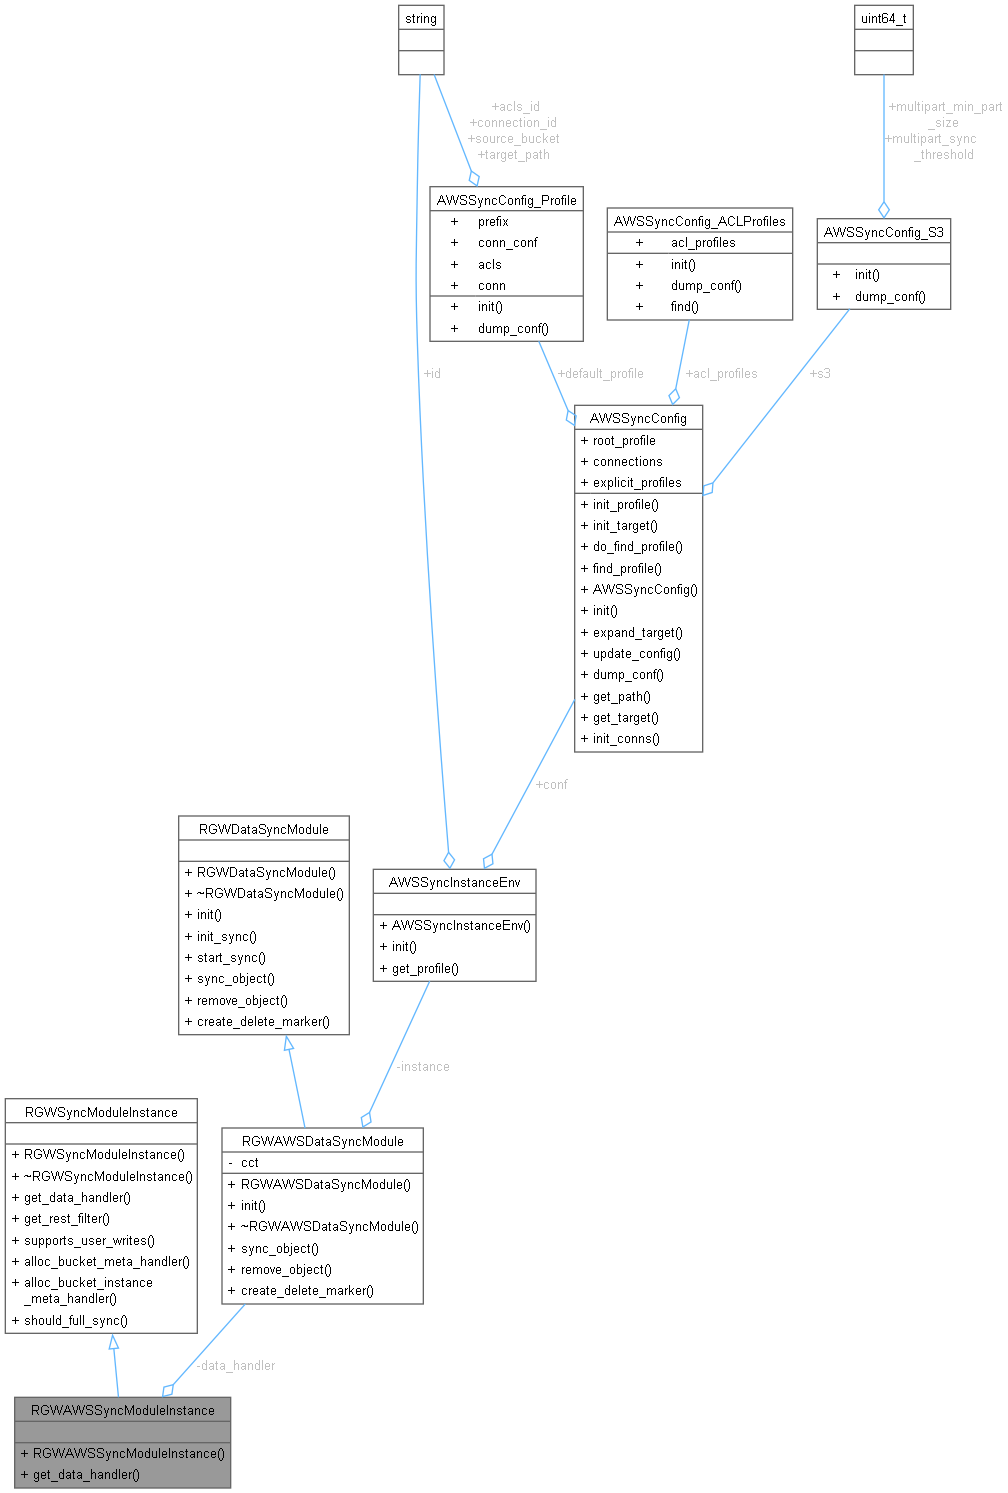 string
uint64_t
+acls_id
+connection_id
+source_bucket
+target_path
+multipart_min_part
_size
+multipart_sync
_threshold
AWSSyncConfig_Profile
+ prefix
+ conn_conf
+ acls
+ conn
+ init()
+ dump_conf()
AWSSyncConfig_ACLProfiles
+ acl_profiles
+ init()
+ dump_conf()
+ find()
AWSSyncConfig_S3
+ init()
+ dump_conf()
+id
+default_profile
+acl_profiles
+s3
AWSSyncConfig
+ root_profile
+ connections
+ explicit_profiles
+ init_profile()
+ init_target()
+ do_find_profile()
+ find_profile()
+ AWSSyncConfig()
+ init()
+ expand_target()
+ update_config()
+ dump_conf()
+ get_path()
+ get_target()
+ init_conns()
+conf
RGWDataSyncModule
+ RGWDataSyncModule()
+ ~RGWDataSyncModule()
+ init()
+ init_sync()
+ start_sync()
+ sync_object()
+ remove_object()
+ create_delete_marker()
AWSSyncInstanceEnv
+ AWSSyncInstanceEnv()
+ init()
+ get_profile()
-instance
RGWSyncModuleInstance
+ RGWSyncModuleInstance()
+ ~RGWSyncModuleInstance()
+ get_data_handler()
+ get_rest_filter()
+ supports_user_writes()
+ alloc_bucket_meta_handler()
+ alloc_bucket_instance
_meta_handler()
+ should_full_sync()
RGWAWSDataSyncModule
- cct
+ RGWAWSDataSyncModule()
+ init()
+ ~RGWAWSDataSyncModule()
+ sync_object()
+ remove_object()
+ create_delete_marker()
-data_handler
RGWAWSSyncModuleInstance
+ RGWAWSSyncModuleInstance()
+ get_data_handler()